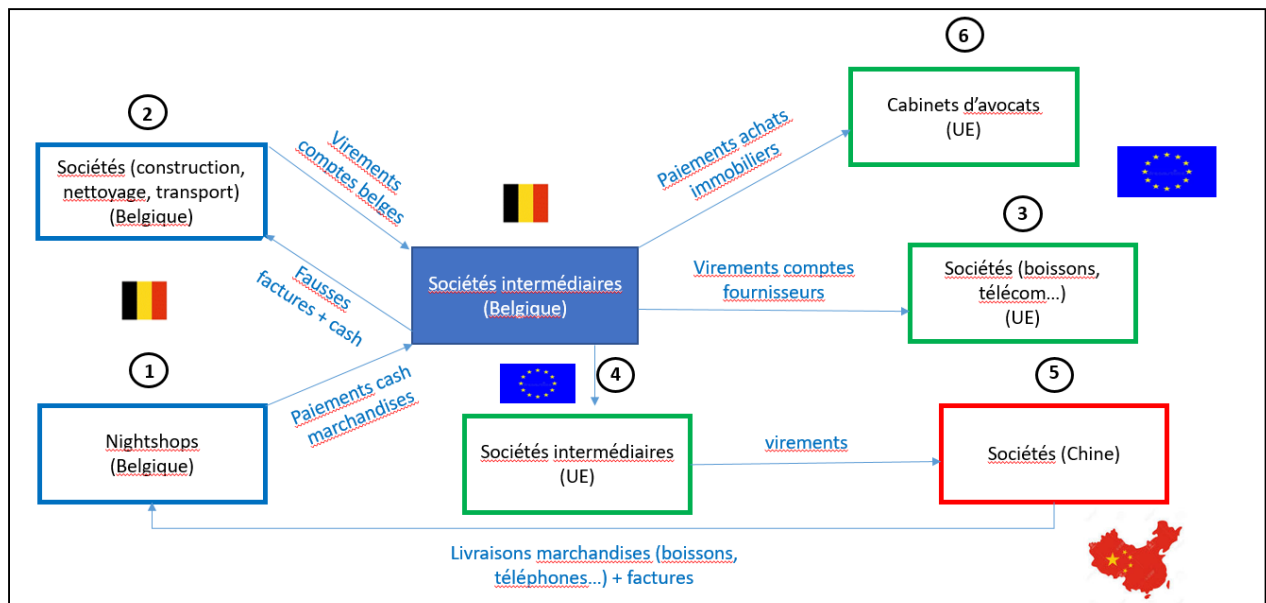 6
Cabinets d'avocats
(UE)
2
Sociétés (construction,
nettoyage, transport)
(Belgique)
Virements
comptes belges
Paiements achats
immobiliers
3
Sociétés (boissons,
télécom...)
(UE)
Fausses
factures + cash
Sociétés intermédiaires
(Belgique)
Virements comptes
fournisseurs
1
Nightshops
(Belgique)
Paiements cash
marchandises
4
Sociétés intermédiaires
(UE)
virements
5
Sociétés (Chine)
Livraisons marchandises (boissons,
téléphones...) + factures